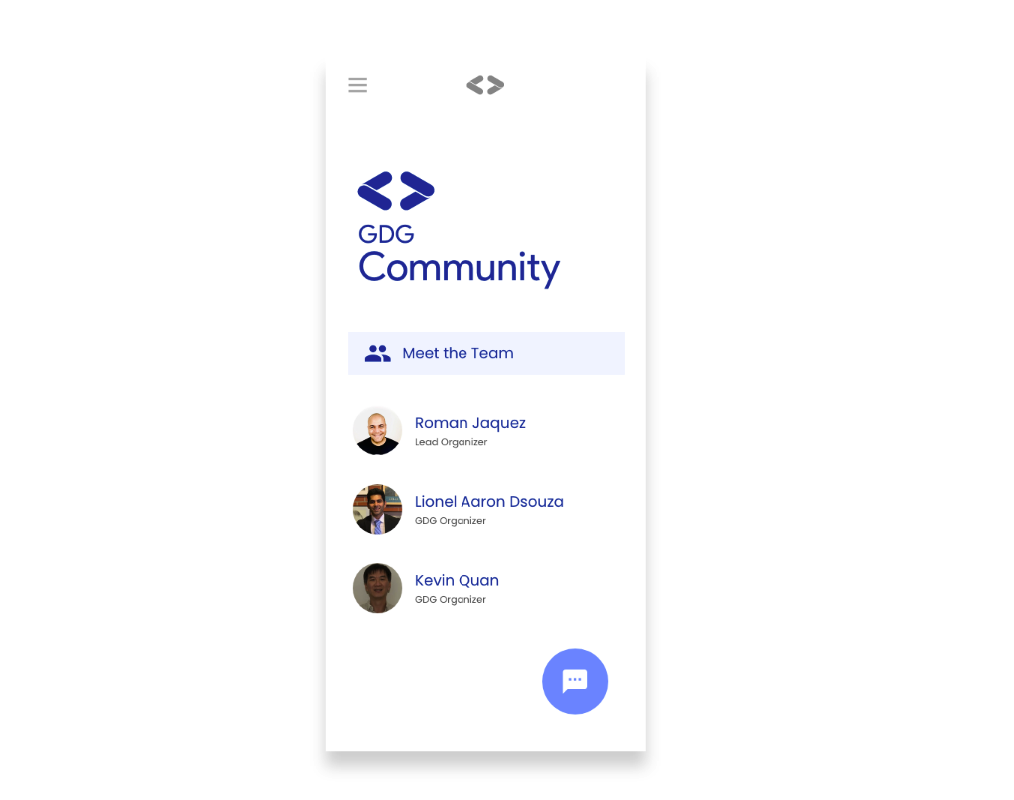 GDG
Community
Meet the Team
Roman Jaquez
Lead Organizer
Lionel Aaron Dsouza
GDG Organizer
Kevin Quan
GDG Organizer